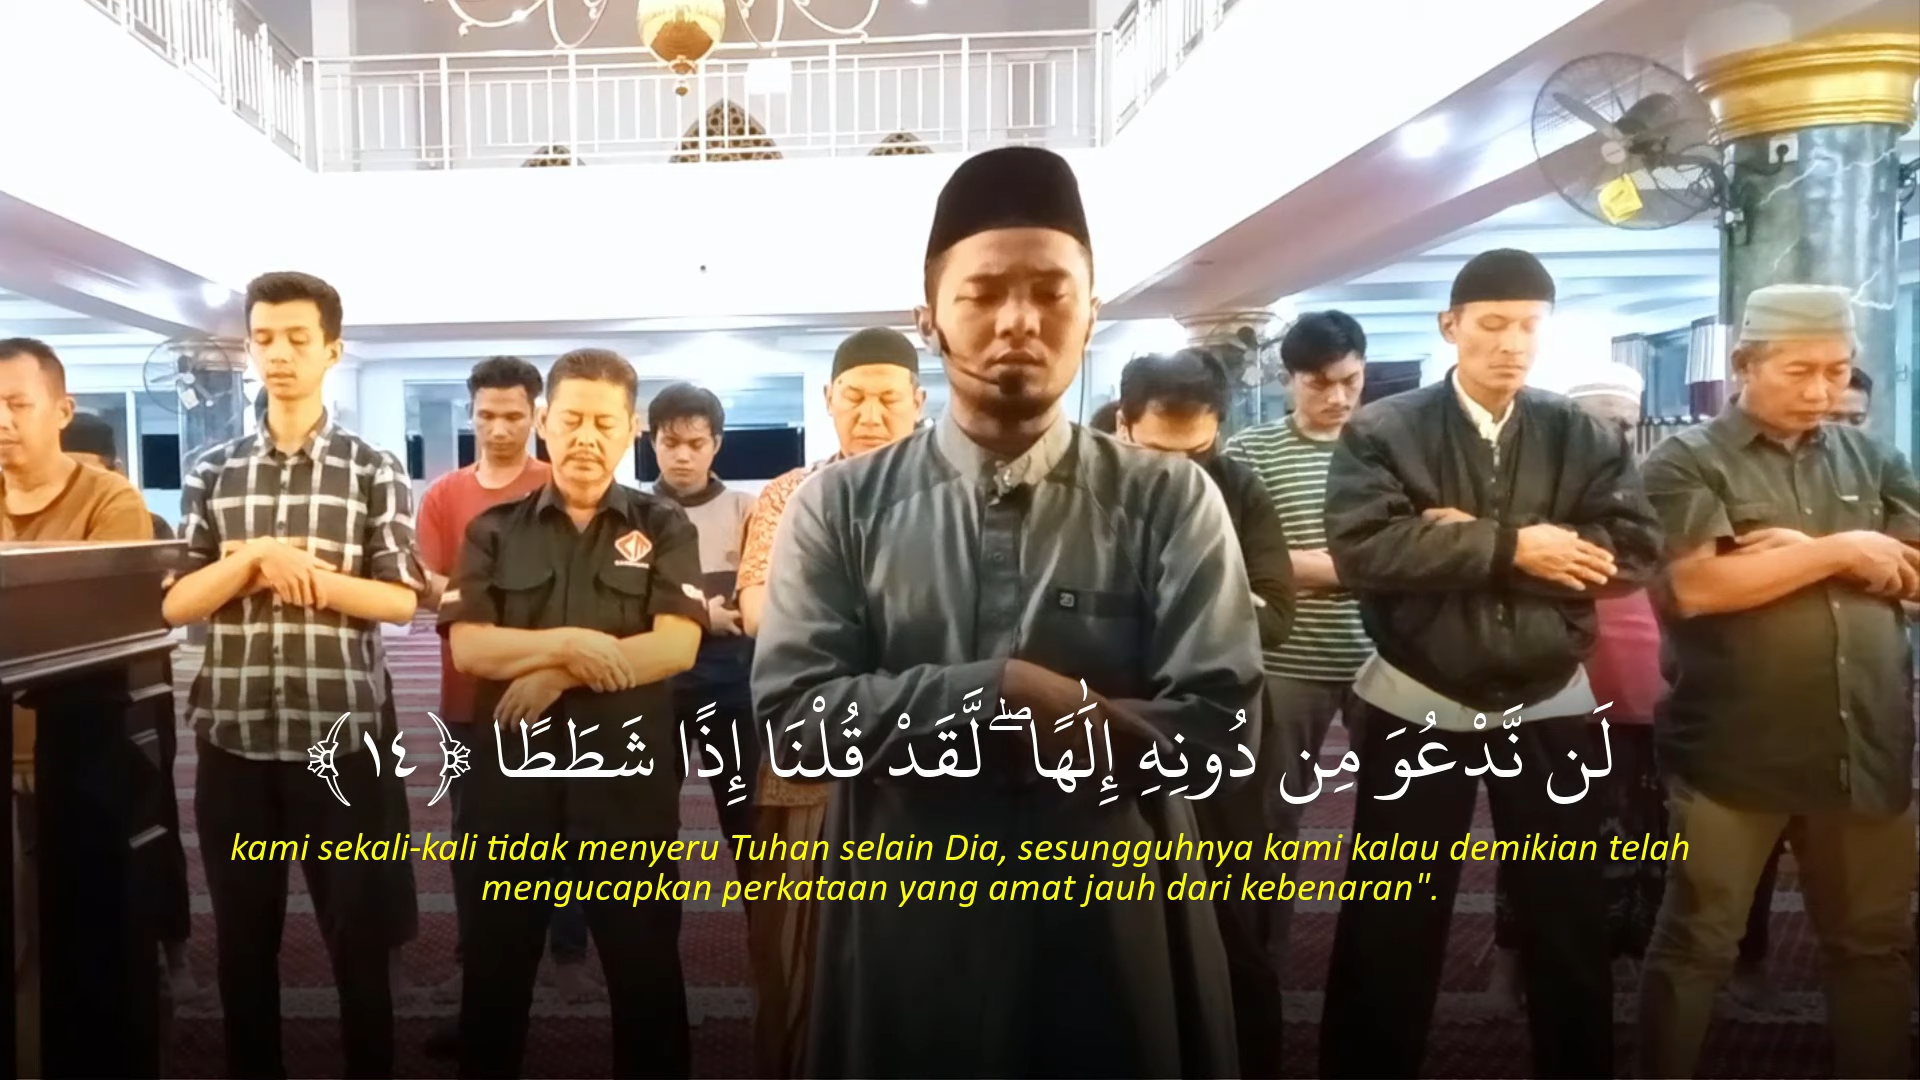 لَن نَّدْعُوَ مِن دُونِهِ إِلَٰهًا ۖ لَّقَدْ قُلْنَا إِذًا شَطَطًا ﴿١٤﴾
kami sekali-kali tidak menyeru Tuhan selain Dia, sesungguhnya kami kalau demikian telah
mengucapkan perkataan yang amat jauh dari kebenaran".